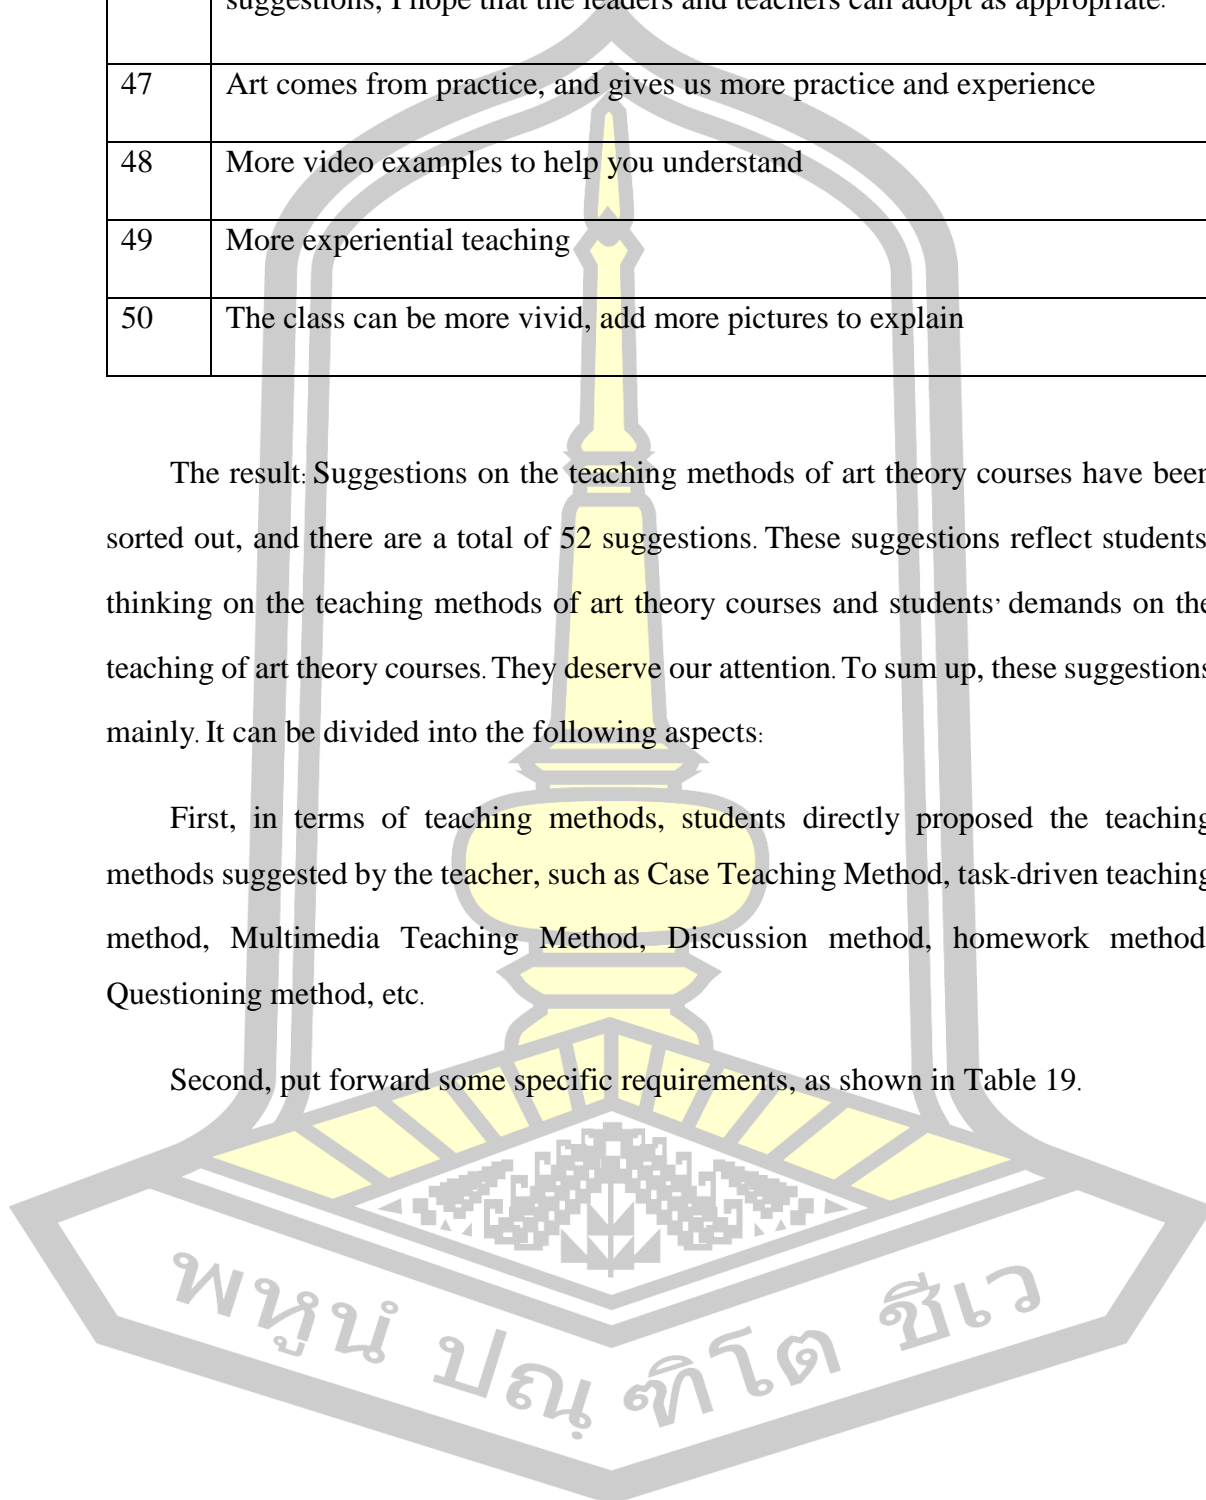 suggestions, I hope that the leaders and teachers can adopt as appropriate.
47 Art comes from practice, and gives us more practice and experience
48 More video examples to help you understand
49 More experiential teaching
50 The class can be more vivid, add more pictures to explain
The result: Suggestions on the teaching methods of art theory courses have been
sorted out, and there are a total of 52 suggestions. These suggestions reflect students
thinking on the teaching methods of art theory courses and students' demands on the
teaching of art theory courses. They deserve our attention. To sum up, these suggestions
mainly. It can be divided into the following aspects:
First, in terms of teaching methods, students directly proposed the teaching
methods suggested by the teacher, such as Case Teaching Method, task-driven teaching
method, Multimedia Teaching Method, Discussion method, homework method
Questioning method, etc.
Second, put forward some specific requirements, as shown in Table 19.
พหูนํ ปณฺฑิโต ชีเว